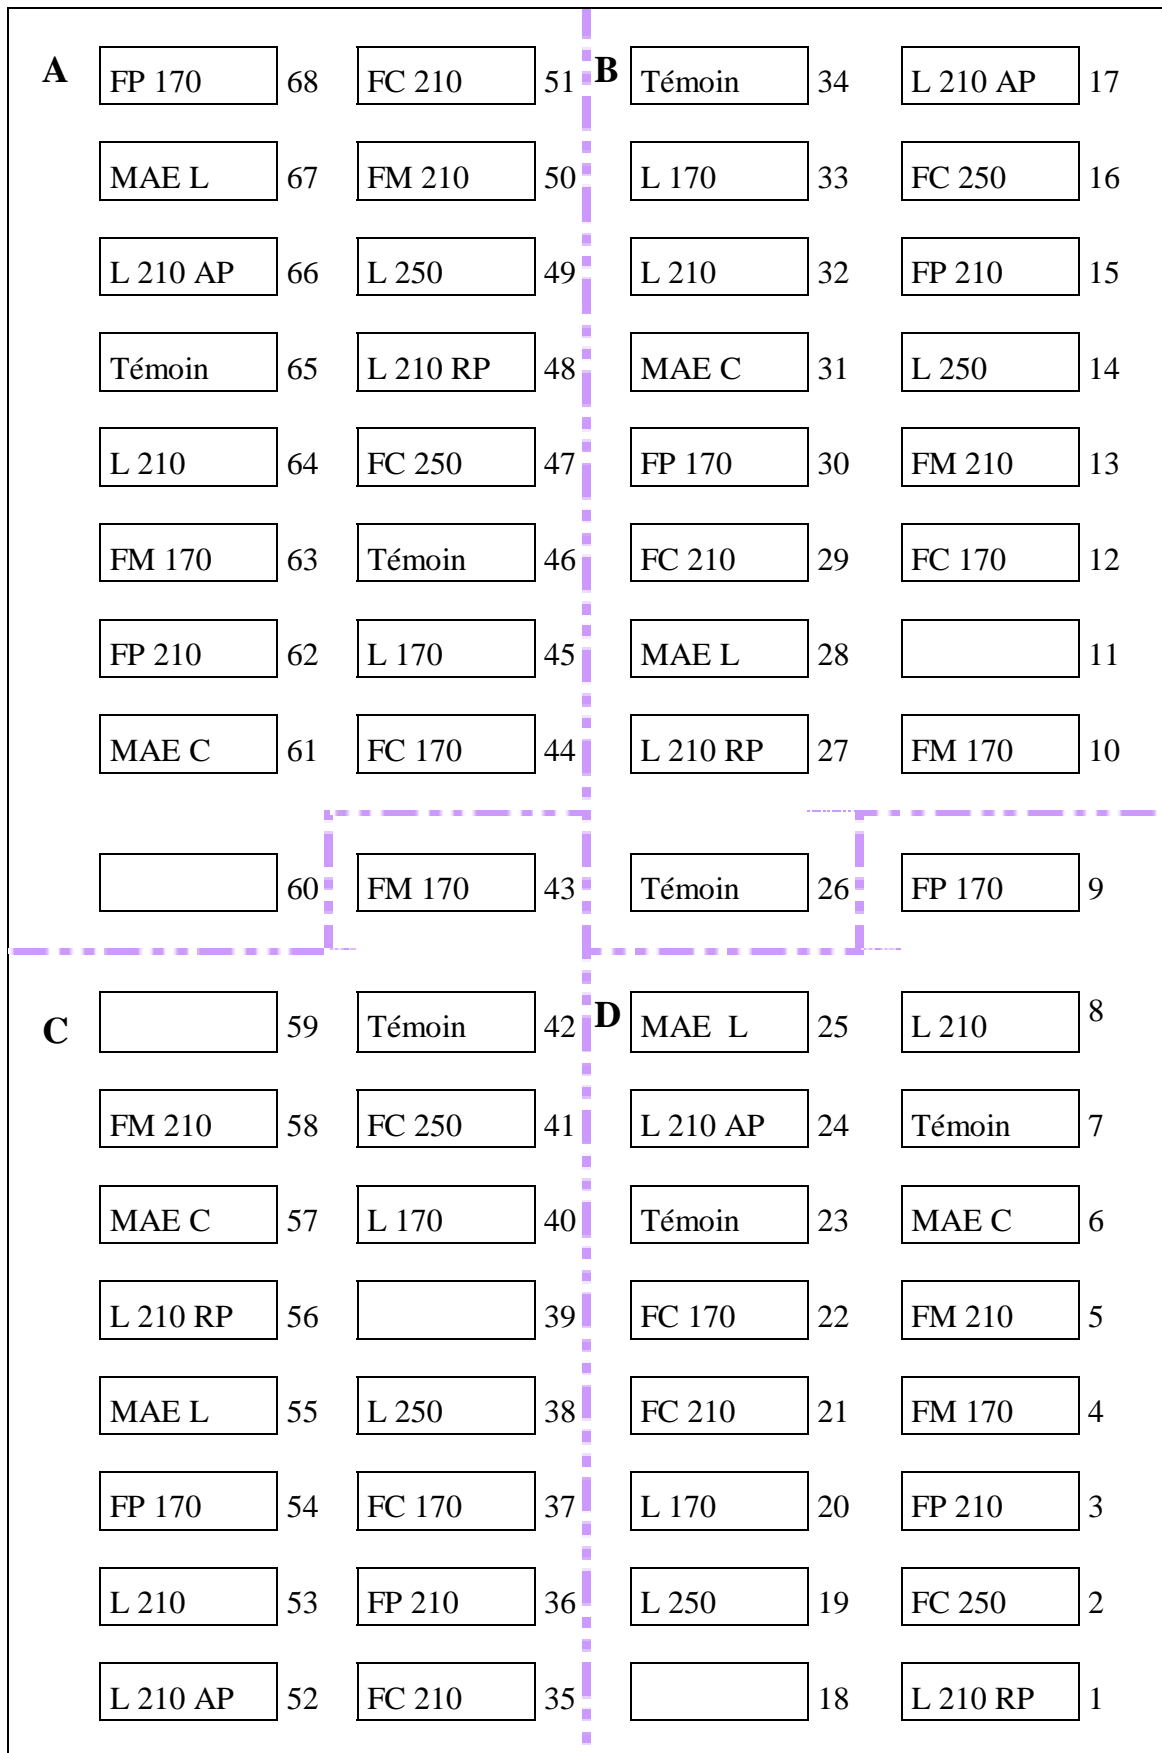 A FP 170 68 FC 210 51 B Témoin 34 L 210 AP 17
MAE L 67 FM 210 50 L 170 33 FC 250 16
L 210 AP 66 L 250 49 L 210 32 FP 210 15
Témoin 65 L 210 RP 48 MAE C 31 L 250 14
L 210 64 FC 250 47 FP 170 30 FM 210 13
FM 170 63 Témoin 46 FC 210 29 FC 170 12
FP 210 62 L 170 45 MAE L 28 11
MAE C 61 FC 170 44 L 210 RP 27 FM 170 10
60 FM 170 43 Témoin 26 FP 170 9
C 59 Témoin 42 D MAE L 25 L 210 8
FM 210 58 FC 250 41 L 210 AP 24 Témoin 7
MAE C 57 L 170 40 Témoin 23 MAE C 6
L 210 RP 56 39 FC 170 22 FM 210 5
MAE L 55 L 250 38 FC 210 21 FM 170 4
FP 170 54 FC 170 37 L 170 20 FP 210 3
L 210 53 FP 210 36 L 250 19 FC 250 2
L 210 AP 52 FC 210 35 18 L 210 RP 1